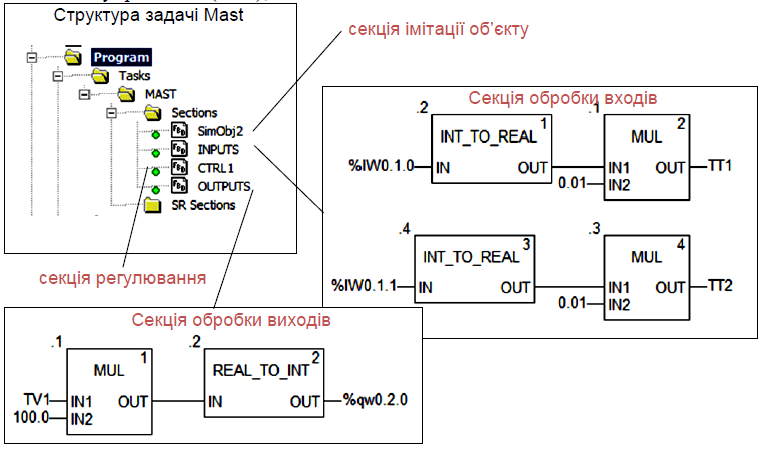 Структура задачі Mast
Program
Tasks
MAST
Sections
SimObj2
INPUTS
CTRL1
OUTPUTS
SR Sections
секція імітації об’єкту
секція регулювання
Секція обробки входів
.2
1
INT_TO_REAL
%IW0.1.0
IN
OUT
.1
2
MUL
IN1
OUT
TT1
0.01
IN2
.4
3
INT_TO_REAL
%IW0.1.1
IN
OUT
.3
4
MUL
IN1
OUT
TT2
0.01
IN2
Секція обробки виходів
.1
1
MUL
TV1
IN1
OUT
100.0
IN2
.2
2
REAL_TO_INT
IN
OUT
%qw0.2.0